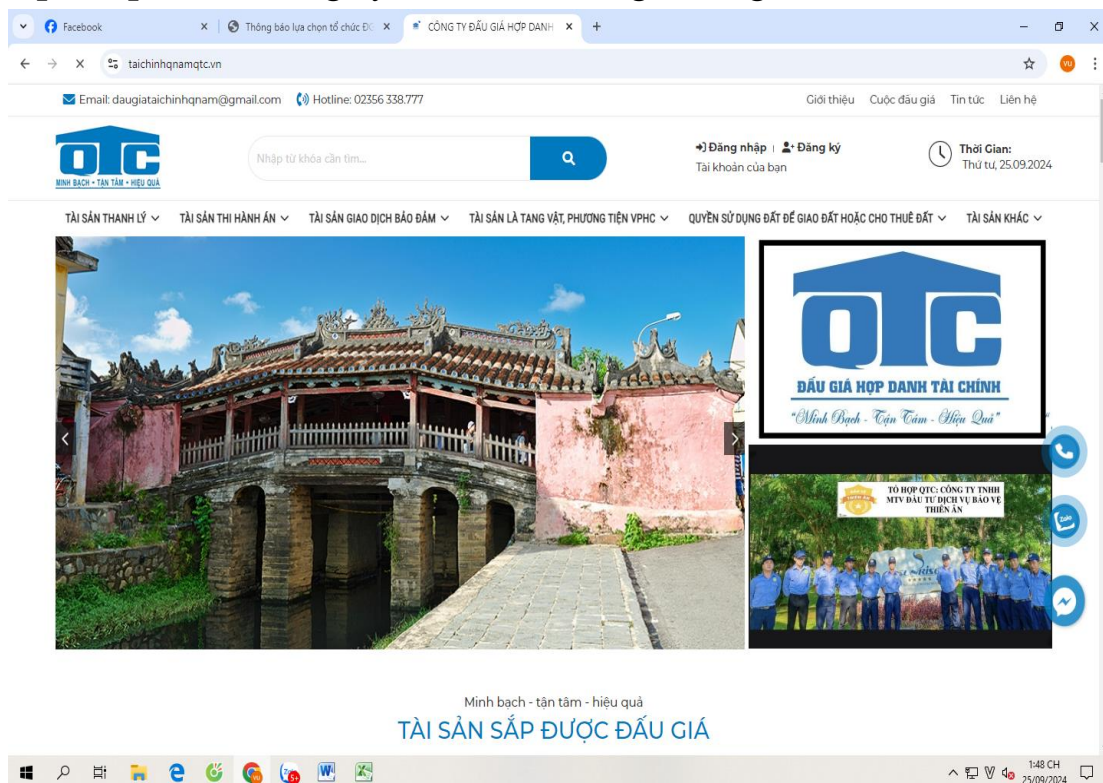 Facebook
Thông báo lựa chọn tổ chức ĐG
CÔNG TY ĐẤU GIÁ HỢP DANH
taichinhqnamqtc.vn
VU
Email: daugiataichinhqnam@gmail.com
Hotline: 02356 338.777
Giới thiệu Cuộc đấu giá Tin tức Liên hệ
QTC
MINH BẠCH - TẬN TÂM - HIỆU QUẢ
Nhập từ khóa cần tìm...
Đăng nhập | Đăng ký
Tài khoản của bạn
Thời Gian:
Thứ tư, 25.09.2024
TÀI SẢN THANH LÝ
TÀI SẢN THI HÀNH ÁN
TÀI SẢN GIAO DỊCH BẢO ĐẢM
TÀI SẢN LÀ TANG VẬT, PHƯƠNG TIỆN VPHC
QUYỀN SỬ DỤNG ĐẤT ĐỂ GIAO ĐẤT HOẶC CHO THUÊ ĐẤT
TÀI SẢN KHÁC
QTC
ĐẤU GIÁ HỢP DANH TÀI CHÍNH
"Minh Bạch - Tận Tâm - Hiệu Quả"
TỔ HỢP QTC: CÔNG TY TNHH
MTV ĐẦU TƯ DỊCH VỤ BẢO VỆ
THIÊN ÂN
Zalo
Minh bạch - tận tâm - hiệu quả
TÀI SẢN SẮP ĐƯỢC ĐẤU GIÁ
1:48 CH
25/09/2024